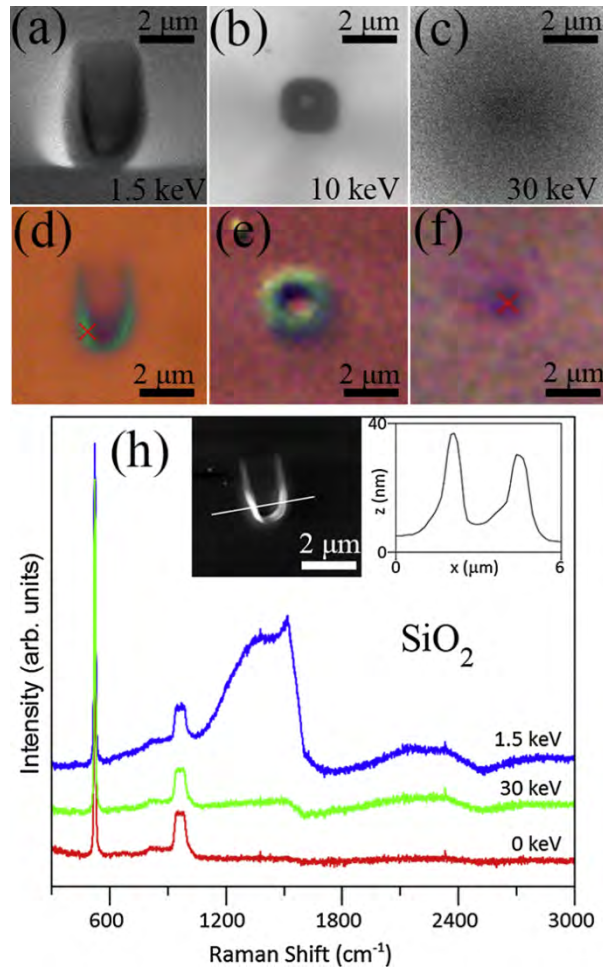 (a) 2 μm
1.5 keV
(b) 2 μm
10 keV
(c) 2 μm
30 keV
(d)
2 μm
(e)
2 μm
(f)
2 μm
(h)
2 μm
40
z (nm)
0
0 x (μm) 6
SiO2
Intensity (arb. units)
1.5 keV
30 keV
0 keV
600 1200 1800 2400 3000
Raman Shift (cm-1)